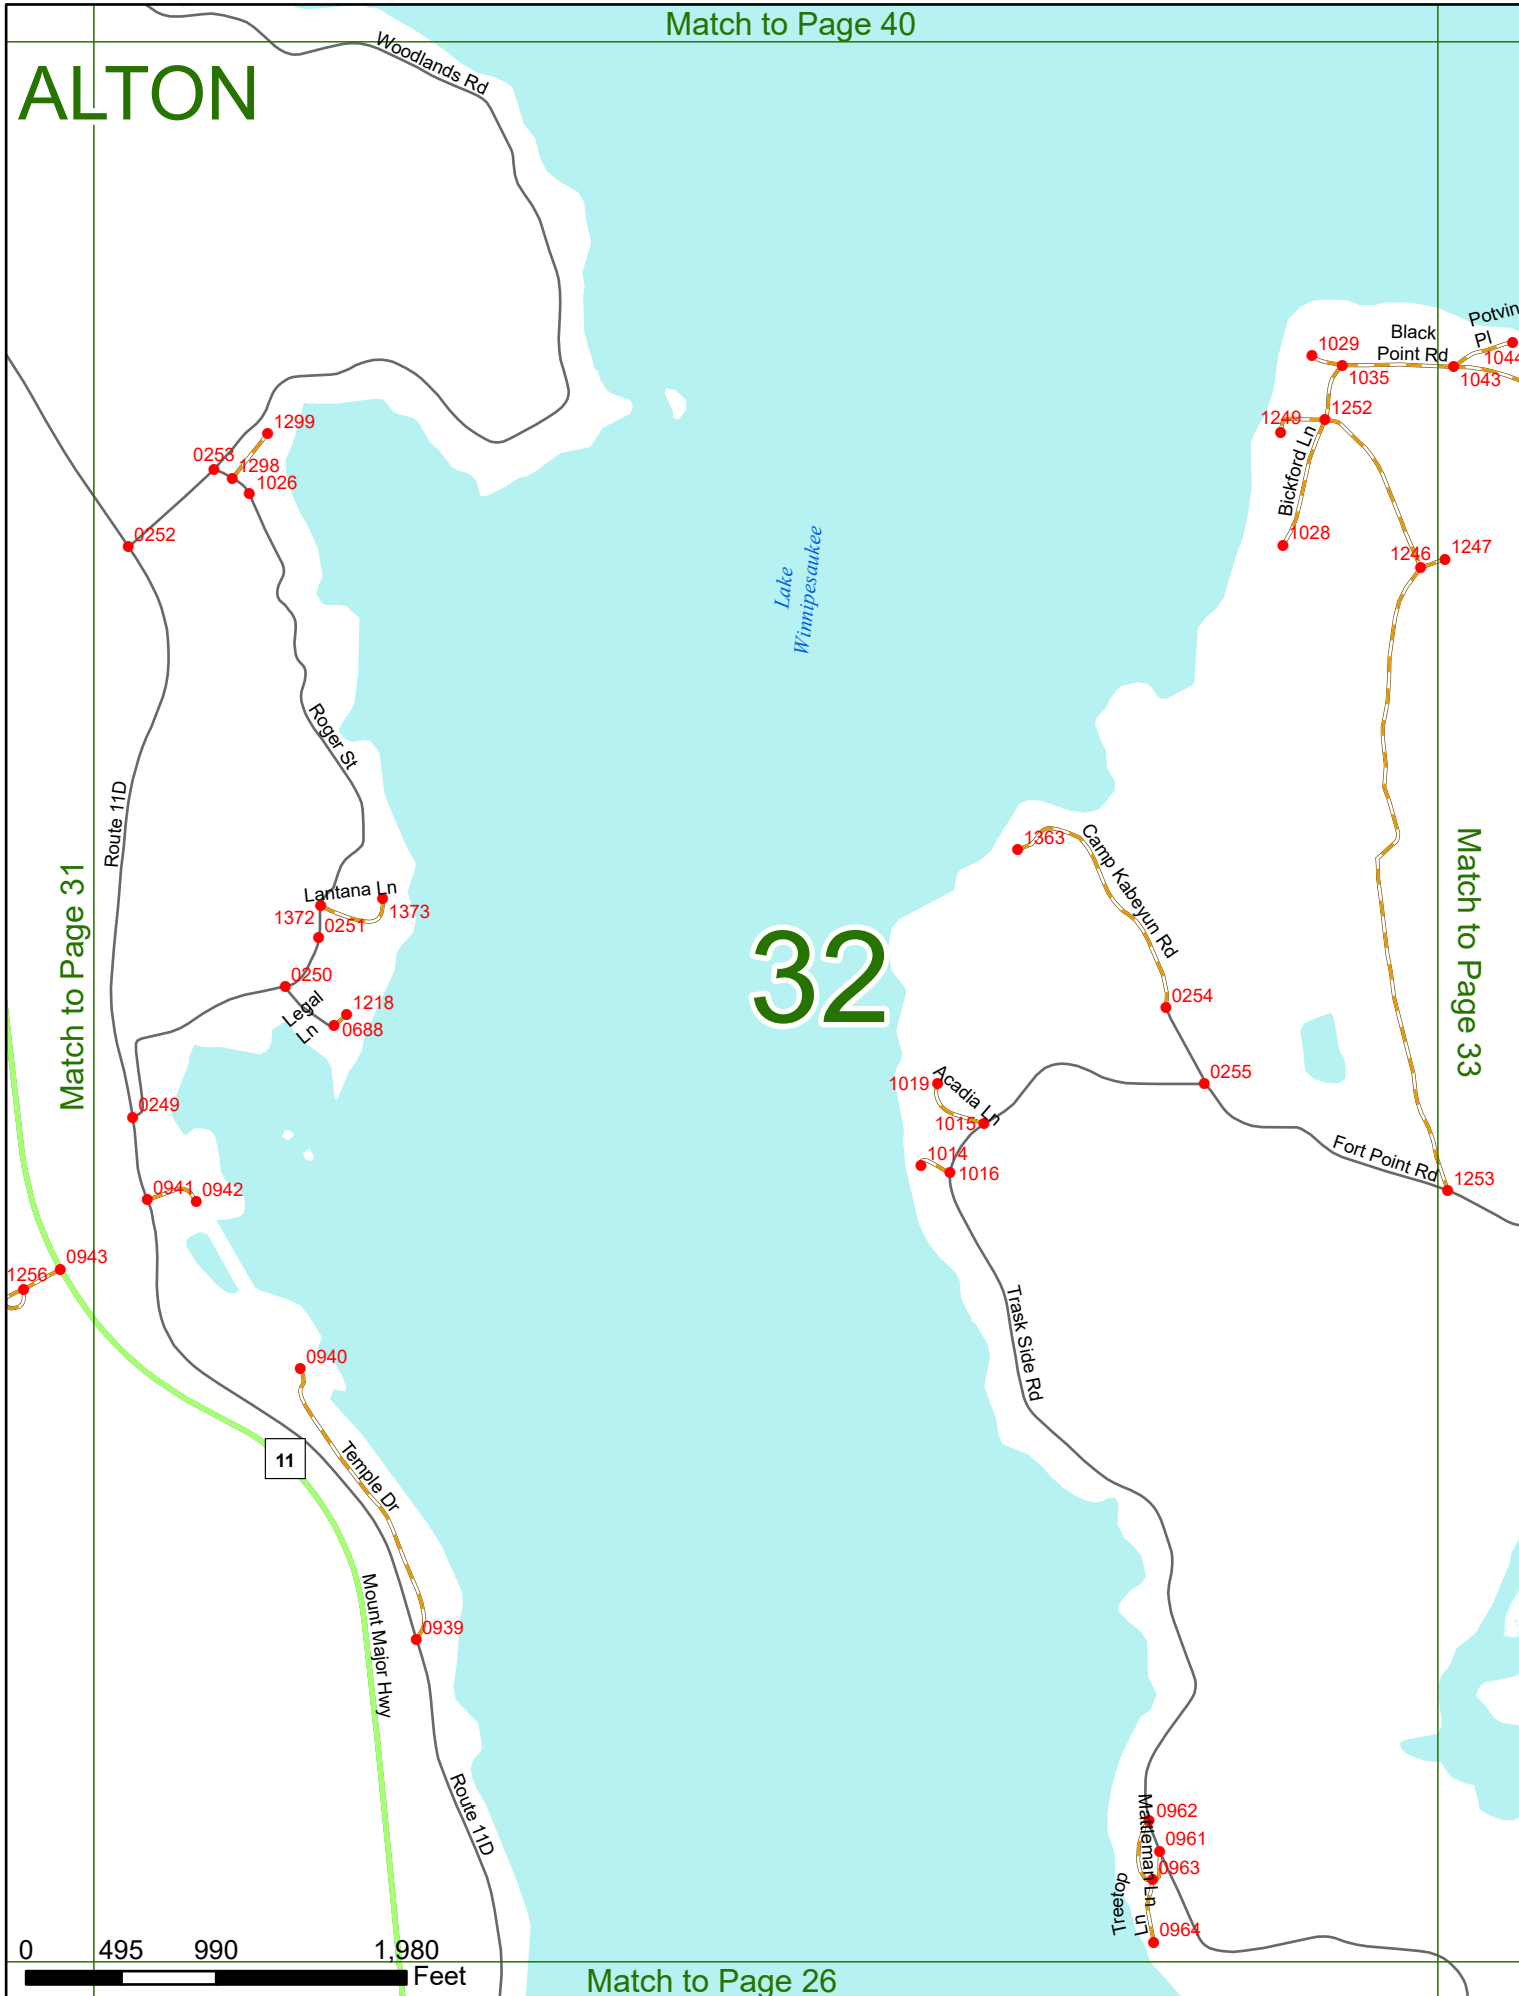 Match to Page 40
ALTON
Woodlands Rd
Potvin
Pl
Black
Point Rd
1029
1044
1035
1043
1252
1249
1299
0253
1298
1026
Bickford Ln
0252
1028
1246
1247
Lake
Winnipesaukee
Roger St
Route 11D
Match to Page 31
Match to Page 33
1363
Camp Kabeyun Rd
Lantana Ln
1373
1372
0251
32
0250
Legal
Ln
1218
0688
0254
0249
1019
Acadia Ln
1015
0255
1014
1016
Fort Point Rd
1253
0941
0942
0943
1256
Trask Side Rd
0940
11
Temple Dr
Mount Major Hwy
0939
Route 11D
Mattleman Ln
0962
0961
0963
Treetop
Ln
0964
0 495 990 1,980
Feet
Match to Page 26